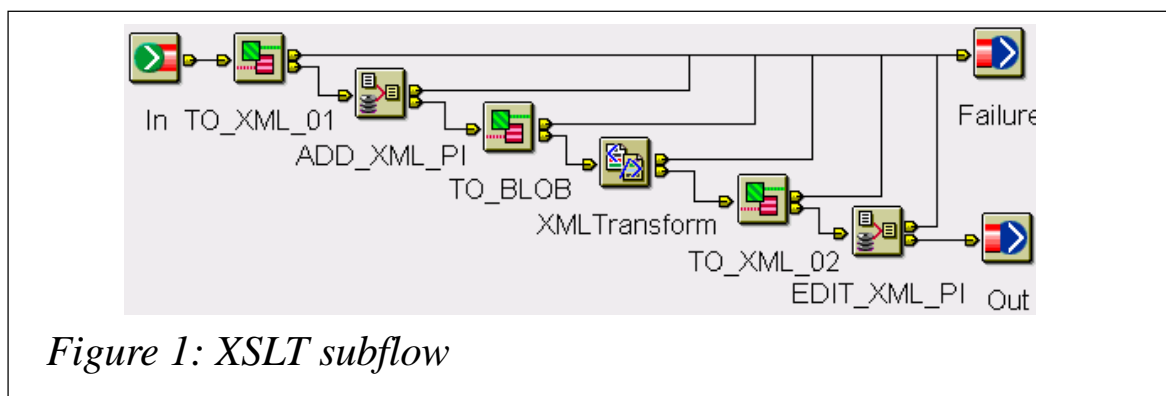 In TO_XML_01
Failure
ADD_XML_PI
TO_BLOB
XMLTransform
TO_XML_02
EDIT_XML_PI
Out
Figure 1: XSLT subflow